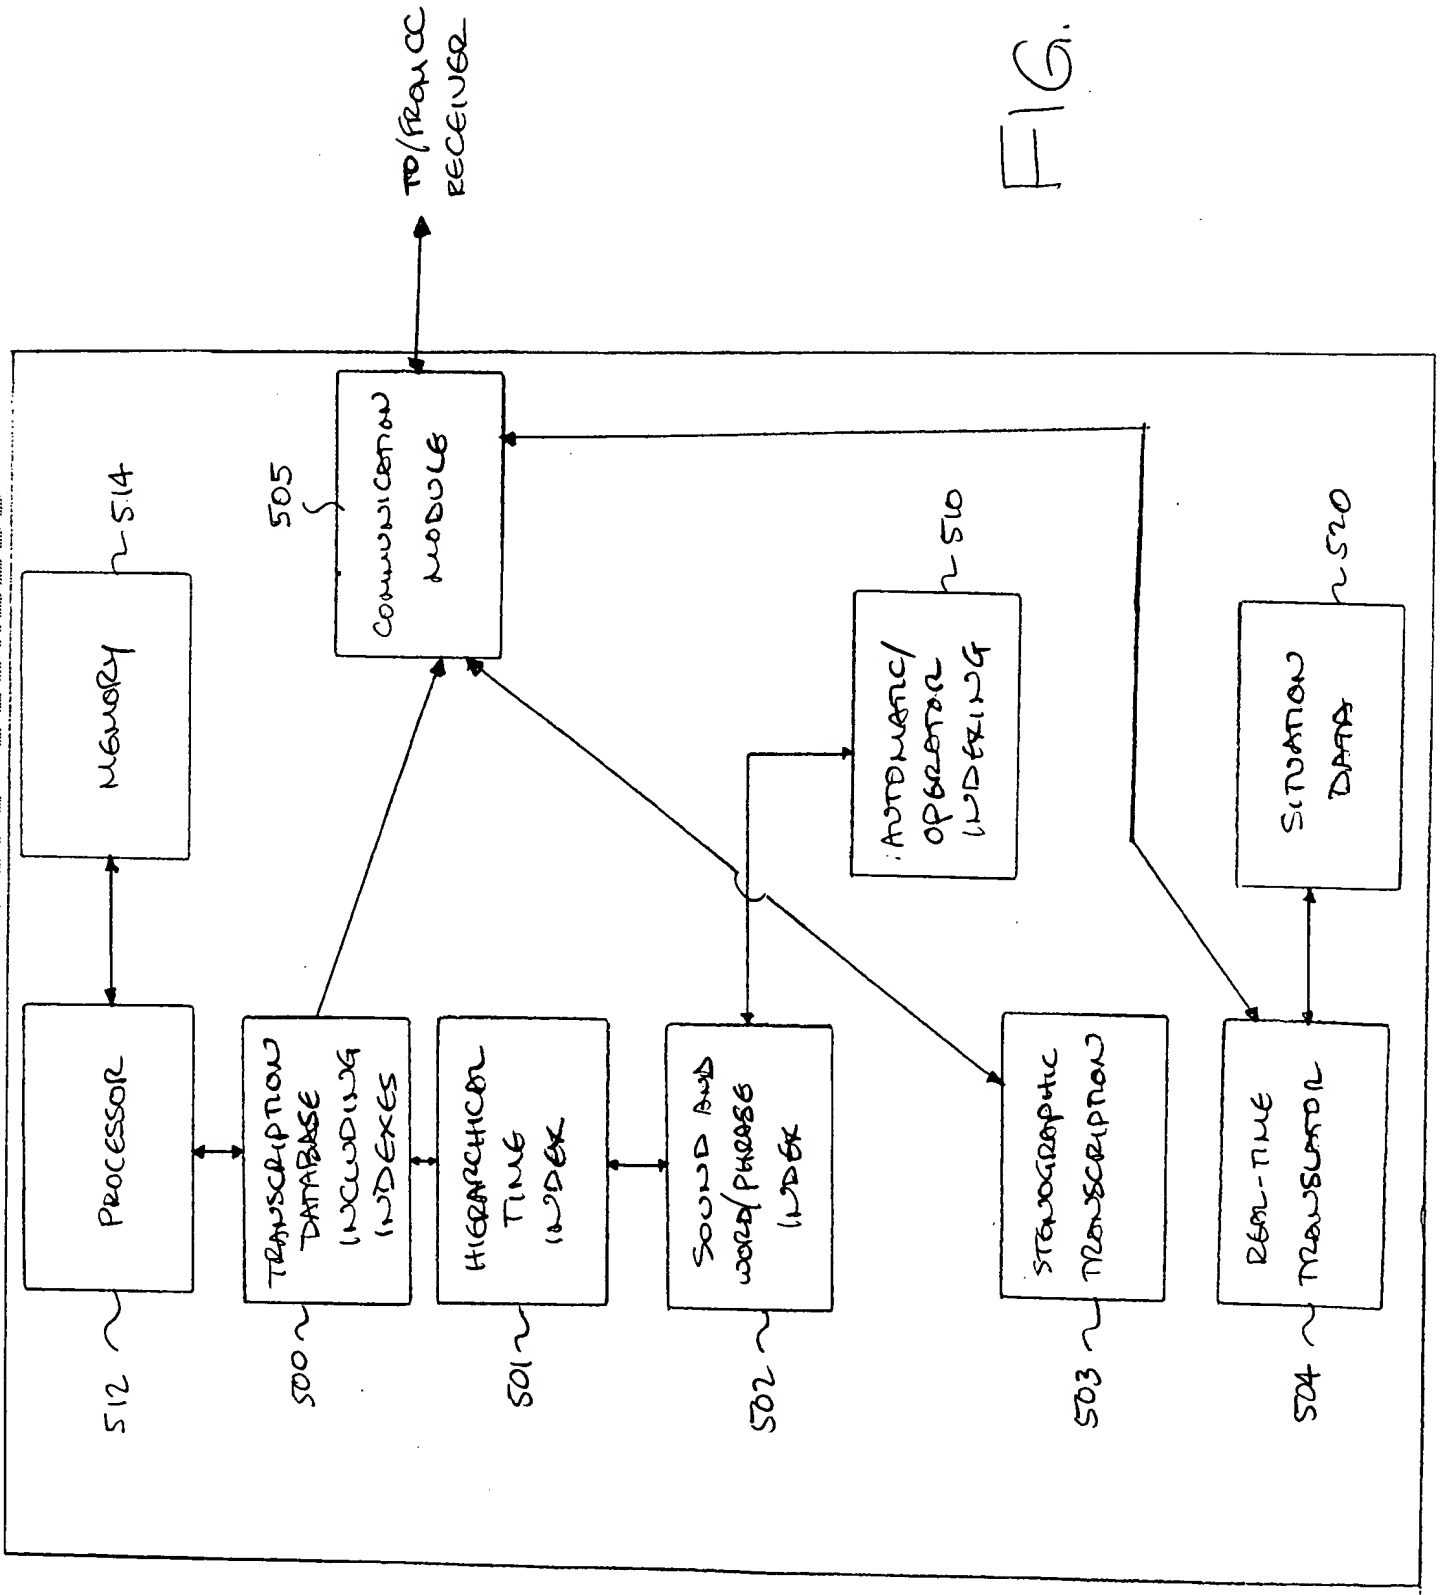 512
PROCESSOR
MEMORY
514
500
TRANSCRIPTION
DATABASE
INCLUDING
INDEXES
505
COMMUNICATION
MODULE
TO/FROM CC
RECEIVER
501
HIERARCHICAL
TIME
INDEX
502
SOUND AND
WORD/PHRASE
INDEX
AUTOMATIC/
OPERATOR
INDEXING
510
503
STENOGRAPHIC
TRANSCRIPTION
504
REAL-TIME
TRANSLATOR
SITUATION
DATA
520
FIG.